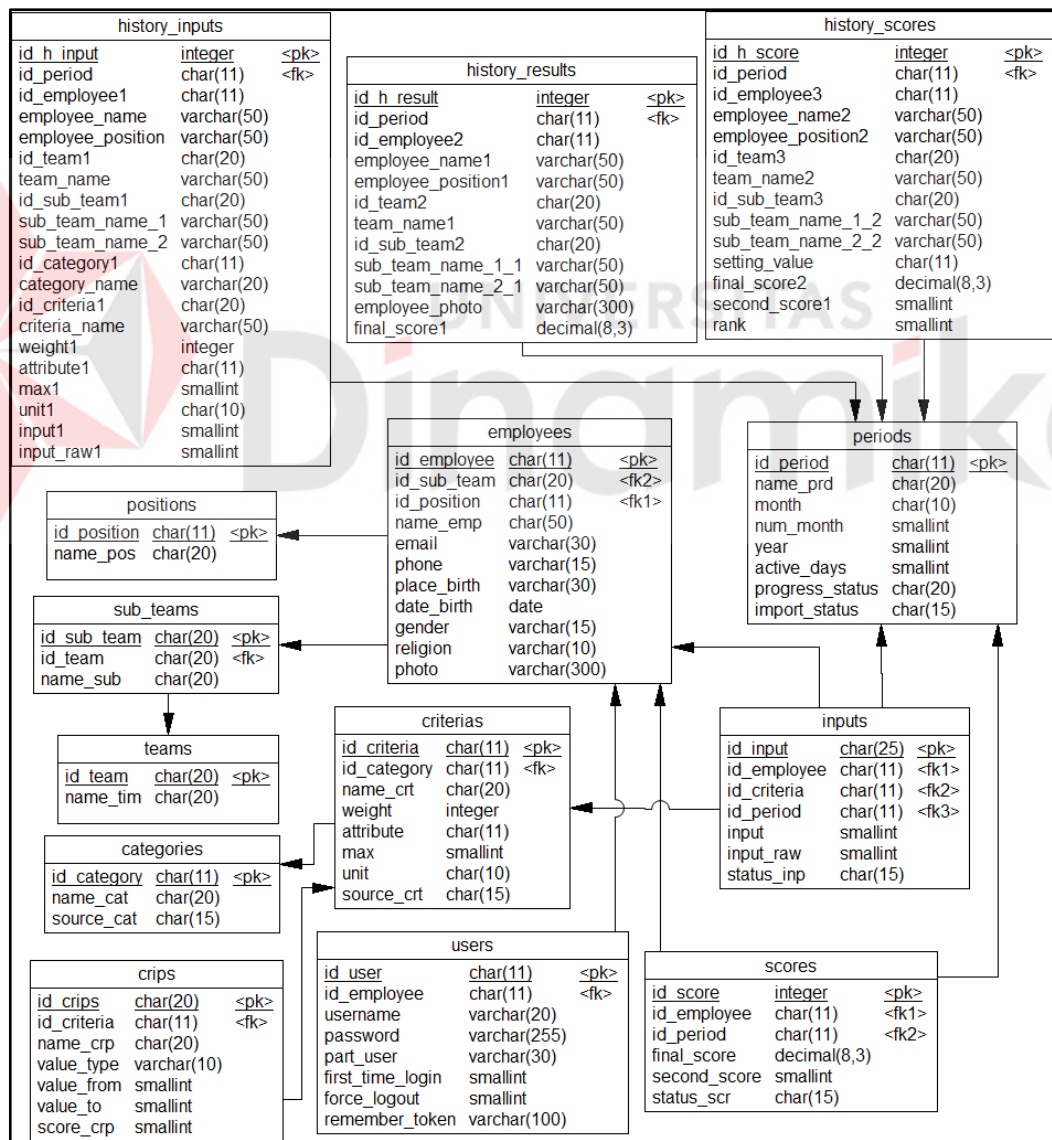 history_inputs
id_h_input integer <pk>
id_period char(11) <fk>
id_employee1 char(11)
employee_name varchar(50)
employee_position varchar(50)
id_team1 char(20)
team_name varchar(50)
id_sub_team1 char(20)
sub_team_name_1 varchar(50)
sub_team_name_2 varchar(50)
id_category1 char(11)
category_name varchar(20)
id_criteria1 char(20)
criteria_name varchar(50)
weight1 integer
attribute1 char(11)
max1 smallint
unit1 char(10)
input1 smallint
input_raw1 smallint
history_results
id_h_result integer <pk>
id_period char(11) <fk>
id_employee2 char(11)
employee_name1 varchar(50)
employee_position1 varchar(50)
id_team2 char(20)
team_name1 varchar(50)
id_sub_team2 char(20)
sub_team_name_1_1 varchar(50)
sub_team_name_2_1 varchar(50)
employee_photo varchar(300)
final_score1 decimal(8,3)
history_scores
id_h_score integer <pk>
id_period char(11) <fk>
id_employee3 char(11)
employee_name2 varchar(50)
employee_position2 varchar(50)
id_team3 char(20)
team_name2 varchar(50)
id_sub_team3 char(20)
sub_team_name_1_2 varchar(50)
sub_team_name_2_2 varchar(50)
setting_value char(11)
final_score2 decimal(8,3)
second_score1 smallint
rank smallint
UNIVERSITAS
Dinamika
employees
id_employee char(11) <pk>
id_sub_team char(20) <fk2>
id_position char(11) <fk1>
name_emp char(50)
email varchar(30)
phone varchar(15)
place_birth varchar(30)
date_birth date
gender varchar(15)
religion varchar(10)
photo varchar(300)
periods
id_period char(11) <pk>
name_prd char(20)
month char(10)
num_month smallint
year smallint
active_days smallint
progress_status char(20)
import_status char(15)
positions
id_position char(11) <pk>
name_pos char(20)
sub_teams
id_sub_team char(20) <pk>
id_team char(20) <fk>
name_sub char(20)
teams
id_team char(20) <pk>
name_tim char(20)
criterias
id_criteria char(11) <pk>
id_category char(11) <fk>
name_crt char(20)
weight integer
attribute char(11)
max smallint
unit char(10)
source_crt char(15)
inputs
id_input char(25) <pk>
id_employee char(11) <fk1>
id_criteria char(11) <fk2>
id_period char(11) <fk3>
input smallint
input_raw smallint
status_inp char(15)
categories
id_category char(11) <pk>
name_cat char(20)
source_cat char(15)
crips
id_crips char(20) <pk>
id_criteria char(11) <fk>
name_crp char(20)
value_type varchar(10)
value_from smallint
value_to smallint
score_crp smallint
users
id_user char(11) <pk>
id_employee char(11) <fk>
username varchar(20)
password varchar(255)
part_user varchar(30)
first_time_login smallint
force_logout smallint
remember_token varchar(100)
scores
id_score integer <pk>
id_employee char(11) <fk1>
id_period char(11) <fk2>
final_score decimal(8,3)
second_score smallint
status_scr char(15)